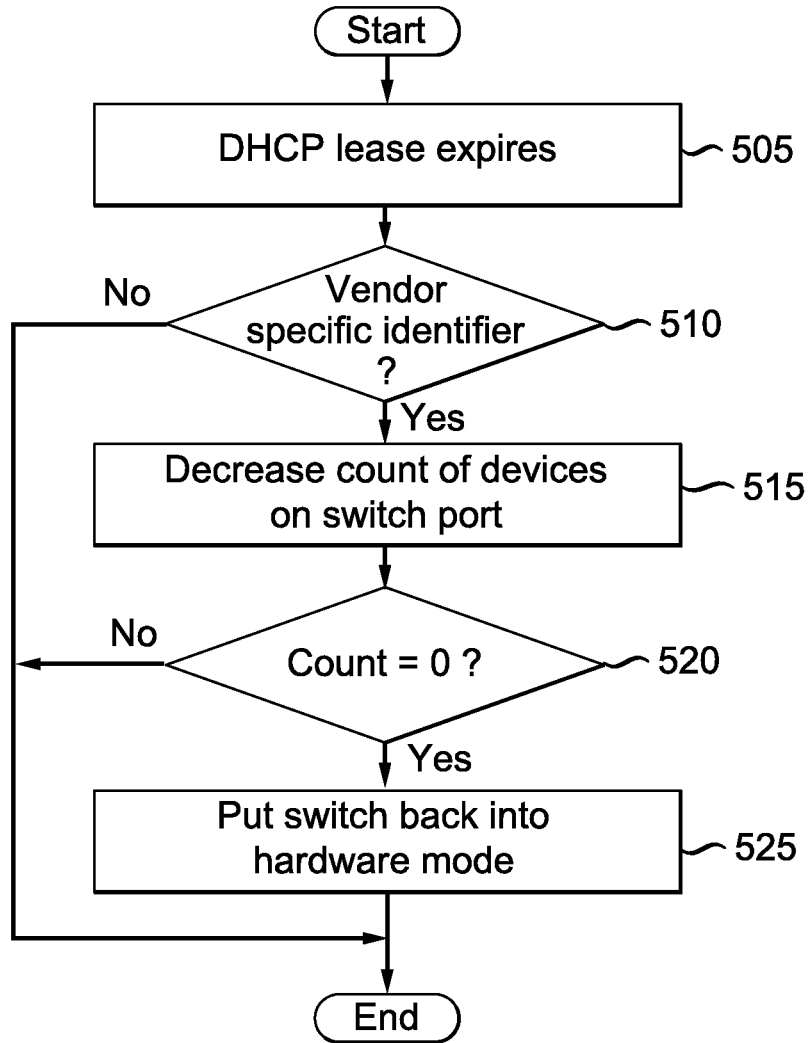 Start
DHCP lease expires
505
No
Vendor
specific identifier
?
510
Yes
Decrease count of devices
on switch port
515
No
Count = 0 ?
520
Yes
Put switch back into
hardware mode
525
End